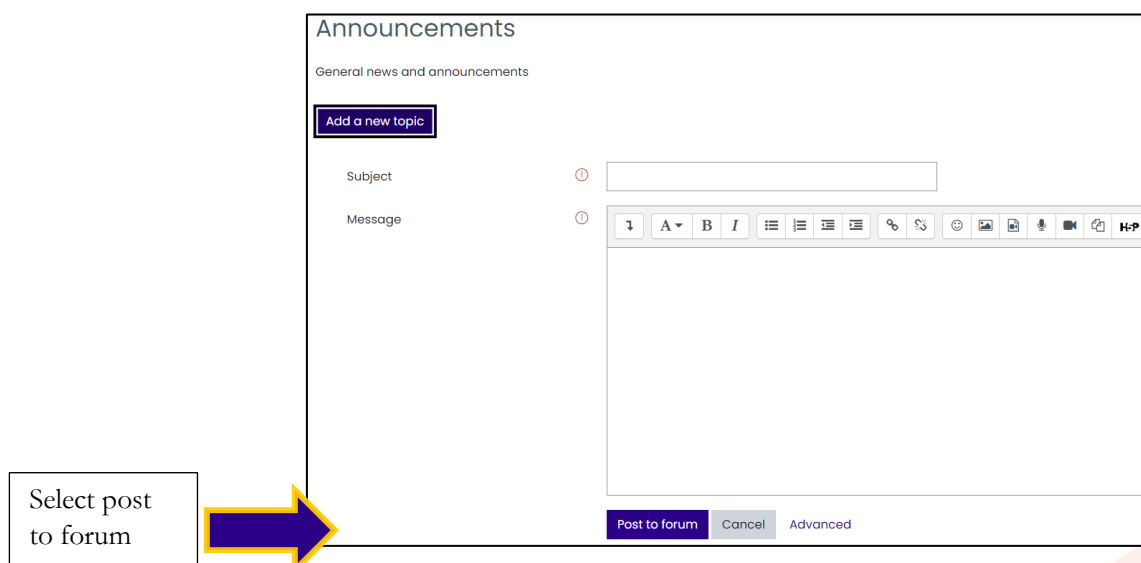 Announcements
General news and announcements
Add a new topic
Subject
Message
A B I H-P
Select post
to forum
Post to forum Cancel Advanced